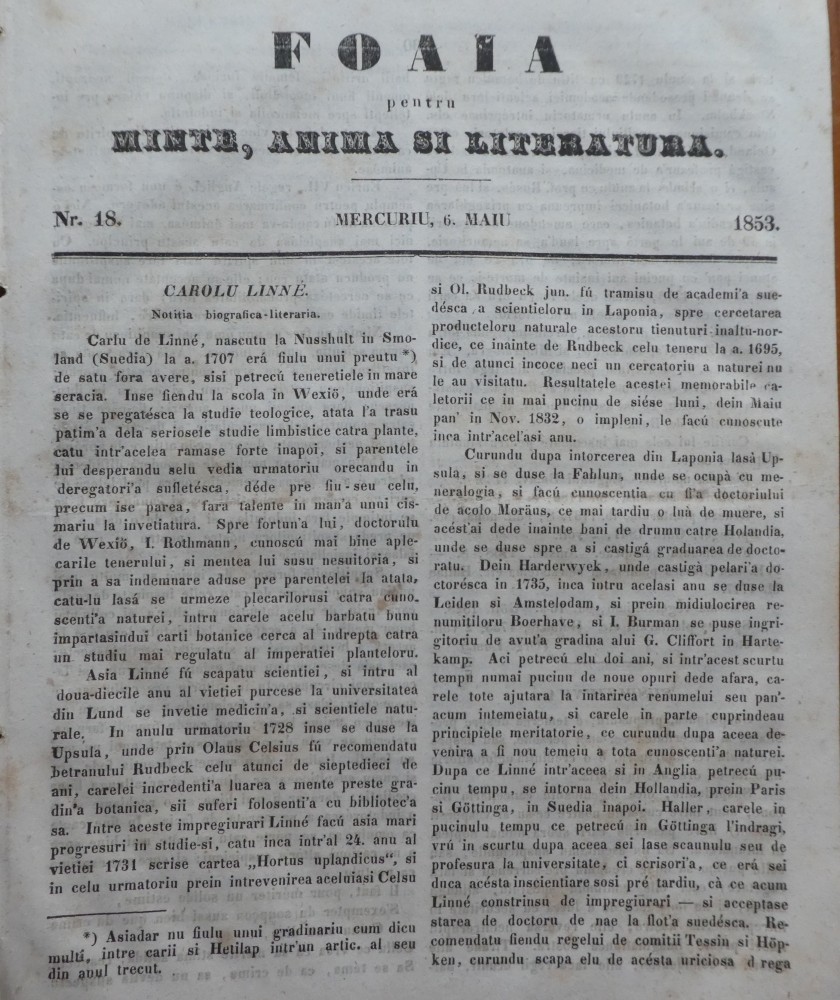 FOAIA
pentru
MINTE, ANIMA SI LITERATURA.
Nr. 18. MERCURIU, 6. MAIU 1853.
CAROLU LINNÉ.
Notitia biografica-literaria.
Carlu de Linné, nascutu la Nusshult in Smo-
land (Suedia) la a. 1707 erá fiulu unui preutu *)
de satu fora avere, sisi petrecú teneretiele in mare
seracia. Inse fiendu la scola in Wexiö, unde erá
se se pregatésca la studie teologice, atata l'a trasu
patim'a dela seriosele studie limbistice catra plante,
catu intr'acelea ramase forte inapoi, si parentele
lui desperandu selu vedia urmatoriu orecandu in
deregatori'a sufletésca, déde pre fiu-seu celu,
precum ise parea, fara talente in man'a unui cis-
mariu la invetiatura. Spre fortun'a lui, doctorulu
de Wexiö, I. Rothmann, cunoscú mai bine aple-
carile tenerului, si mentea lui susu nesuitoria, si
prin a sa indemnare aduse pre parentele la atata,
catu-lu lasá se urmeze plecarilorusi catra cuno-
scenti'a naturei, intru carele acelu barbatu bunu
impartasindui carti botanice cerca al indrepta catra
un studiu mai regulatu al imperatiei planteloru.
Asia Linné fú scapatu scientiei, si intru al
doua-diecile anu al vietiei purcese la universitatea
din Lund se invetie medicin'a, si scientiele natu-
rale. In anulu urmatoriu 1728 inse se duse la
Upsula, unde prin Olaus Celsius fú recomendatu
betranului Rudbeck celu atunci de sieptedieci de
ani, carelei incredenti'a luarea a mente preste gra-
din'a botanica, sii suferi folosenti'a cu bibliotec'a
sa. Intre aceste impregiurari Linné facú asia mari
progresuri in studie-si, catu inca intr'al 24. anu al
vietiei 1731 scrise cartea „Hortus uplandicus“, si
in celu urmatoriu prein intrevenirea aceluiasi Celsu
*) Asiadar nu fiulu unui gradinariu cum dicu
multi, intre carii si Hetilap intr'un artic. al seu
din anul trecut.
si Ol. Rudbeck jun. fú tramisu de academi'a sue-
désca a scientieloru in Laponia, spre cercetarea
producteloru naturale acestoru tienuturi inaltu-nor-
dice, ce inainte de Rudbeck celu teneru la a. 1695,
si de atunci incoce neci un cercatoriu a naturei nu
le au visitatu. Resultatele acestei memorabile ca-
letorii ce in mai pucinu de siése luni, dein Maiu
pan' in Nov. 1832, o impleni, le facú cunoscute
inca intr'acel'asi anu.
Curundu dupa intorcerea din Laponia lasá Up-
sula, si se duse la Fahlun, unde se ocupà cu me-
neralogia, si facú cunoscentia cu fi'a doctoriului
de acolo Moräus, ce mai tardiu o luà de muere, si
acést'ai dede inainte bani de drumu catre Holandia,
unde se duse spre a si castigá graduarea de docto-
ratu. Dein Harderwyek, unde castigà pelari'a do-
ctorésca in 1735, inca intru acelasi anu se duse la
Leiden si Amstelodam, si prein midiulocirea re-
numitiloru Boerhave, si I. Burman se puse ingri-
gitoriu de avut'a gradina alui G. Cliffort in Harte-
kamp. Aci petrecú elu doi ani, si intr'acest scurtu
tempu numai pucinu de noue opuri dede afara, ca-
rele tote ajutara la intarirea renumelui seu pan'-
acum intemeiatu, si carele in parte cuprindeau
principiele meritatorie, ce curundu dupa aceea de-
venira a fi nou temeiu a tota cunoscenti'a naturei.
Dupa ce Linné intr'aceea si in Anglia petrecú pu-
cinu tempu, se intorna dein Hollandia, prein Paris
si Göttinga, in Suedia inapoi. Haller, carele in
pucinulu tempu ce petrecú in Göttinga l'indragi,
vrú in scurtu dupa aceea sei lase scaunulu seu de
profesura la universitate, ci scrisori'a, ce erá sei
duca acésta inscientiare sosi pré tardiu, cà ce acum
Linné constrinsu de impregiurari — si acceptase
starea de doctoru de nae la flot'a suedésca. Re-
comendatu fiendu regelui de comitii Tessin si Höp-
ken, curundu scapa elu de acésta uriciosa d rega